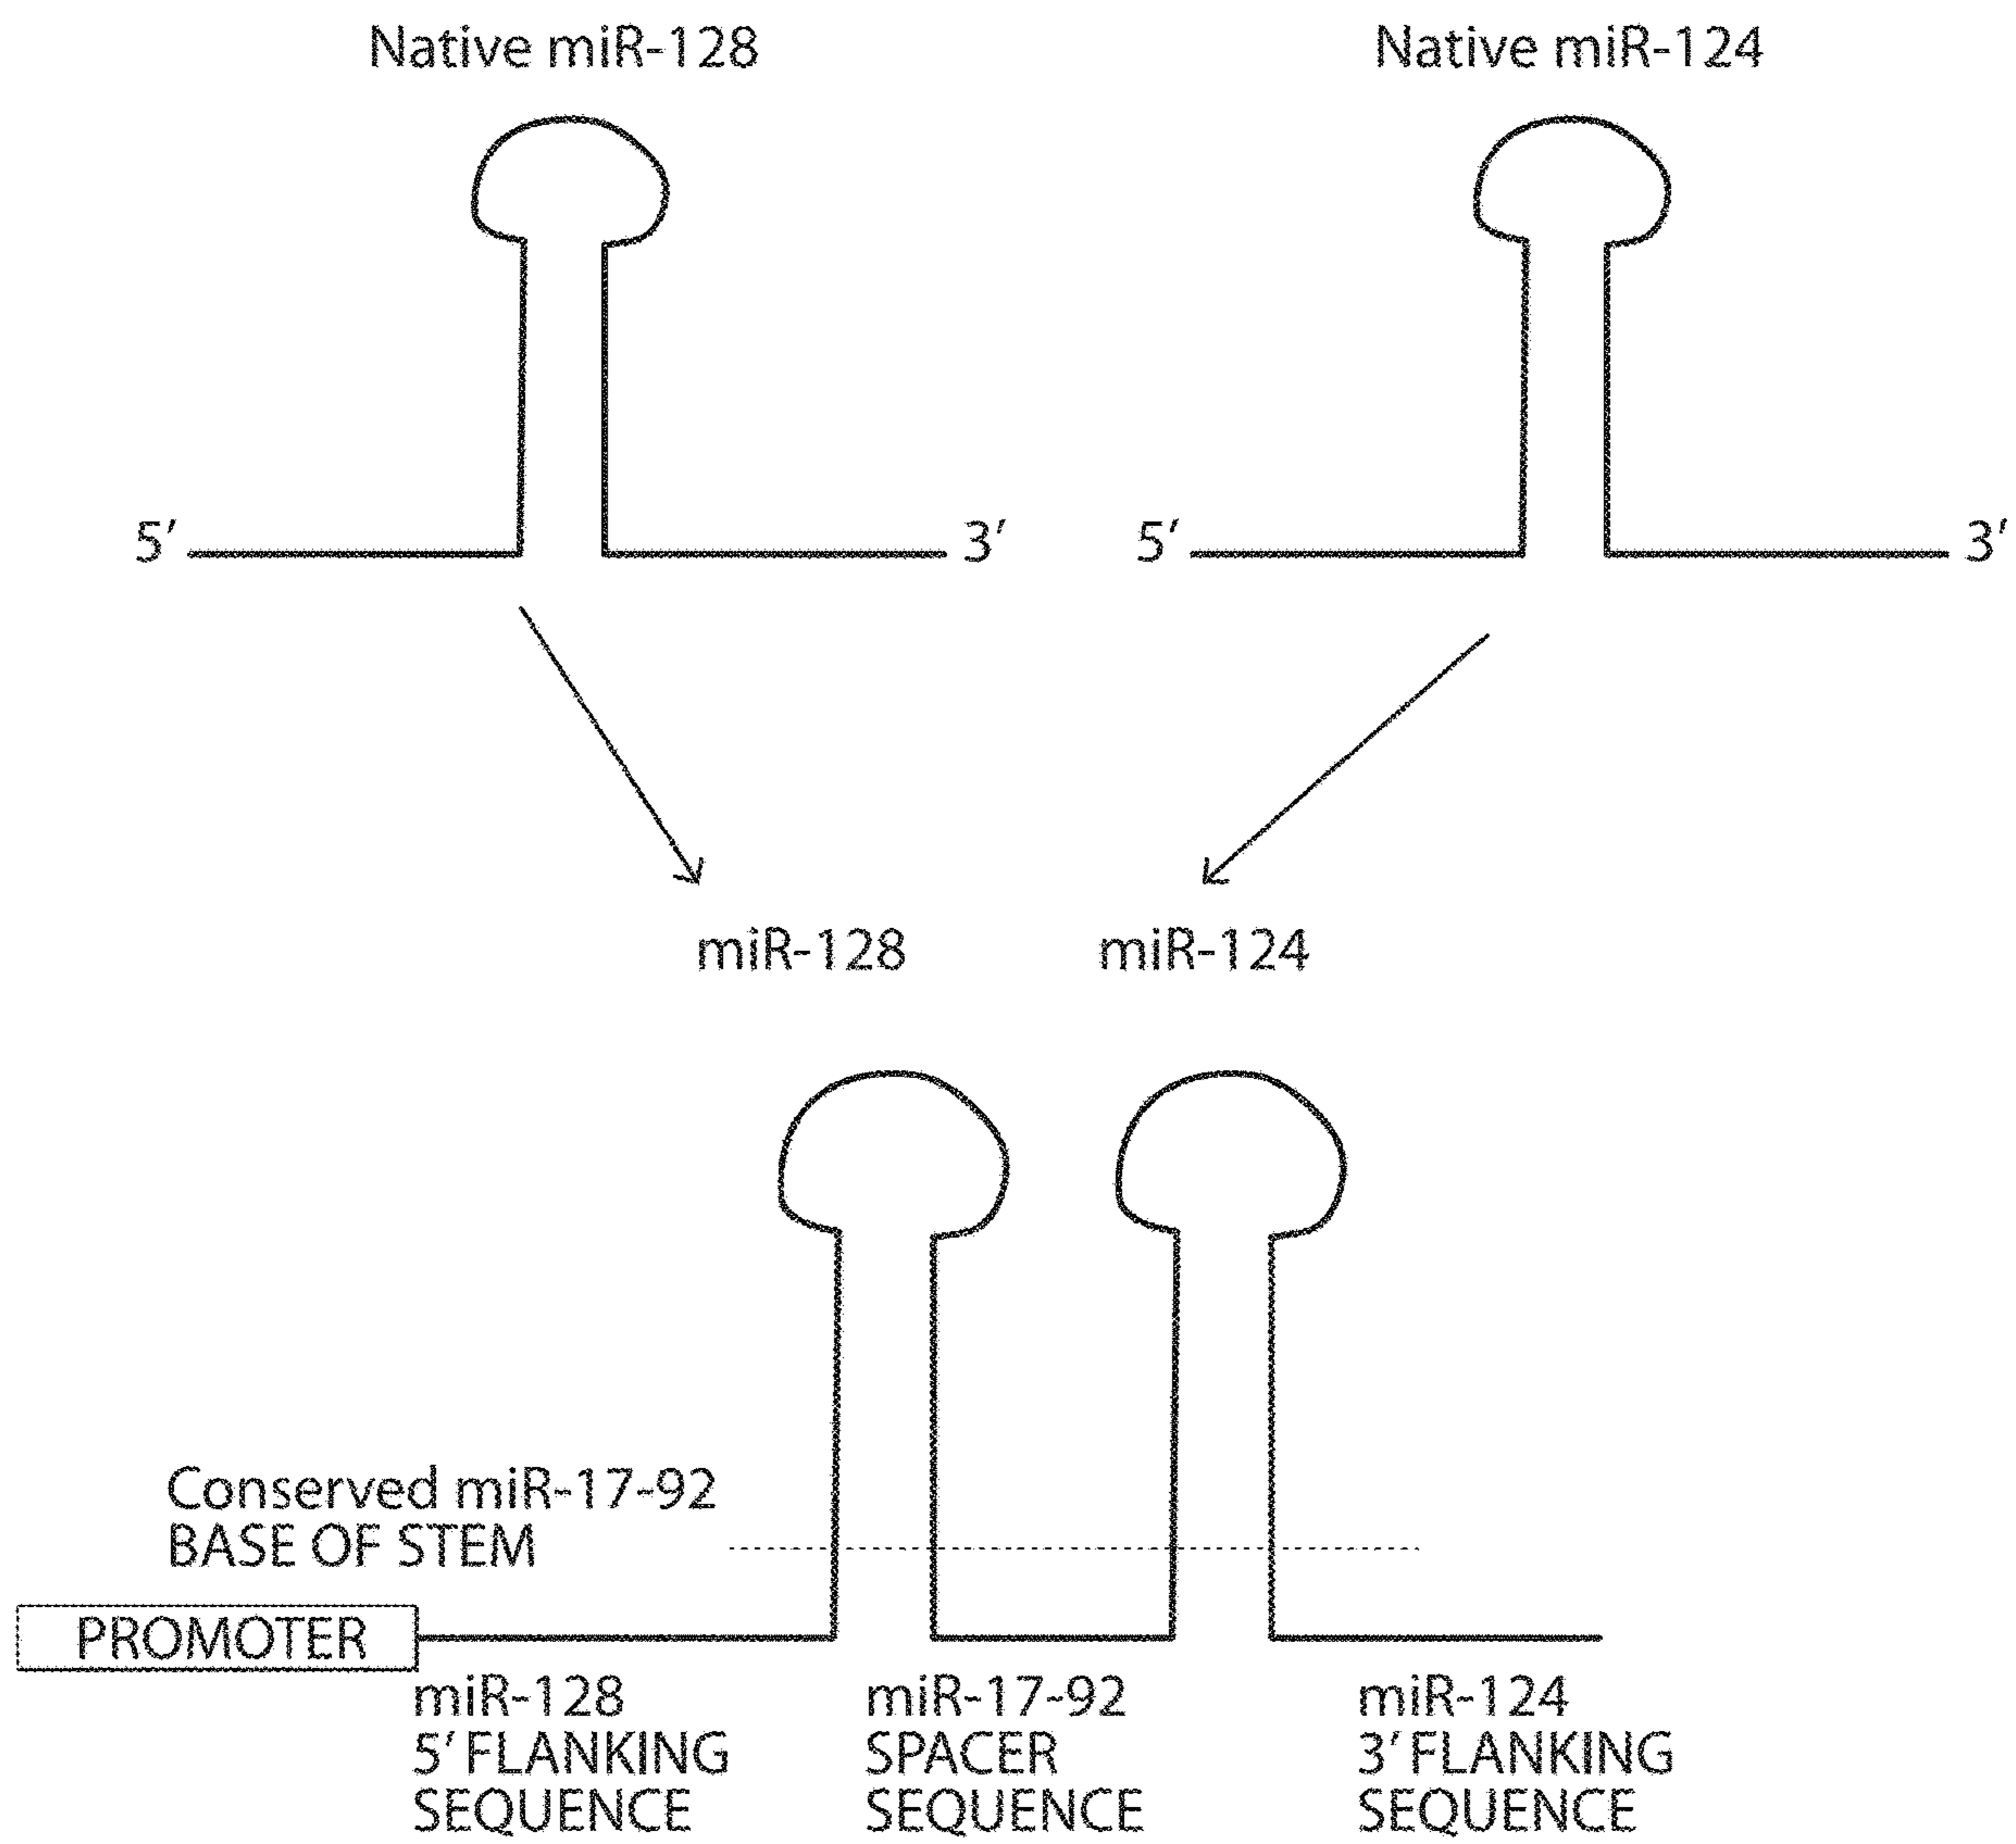 Native miR-128
Native miR-124
5′
3′
5′
3′
miR-128
miR-124
Conserved miR-17-92
BASE OF STEM
PROMOTER
miR-128
5′ FLANKING
SEQUENCE
miR-17-92
SPACER
SEQUENCE
miR-124
3′ FLANKING
SEQUENCE